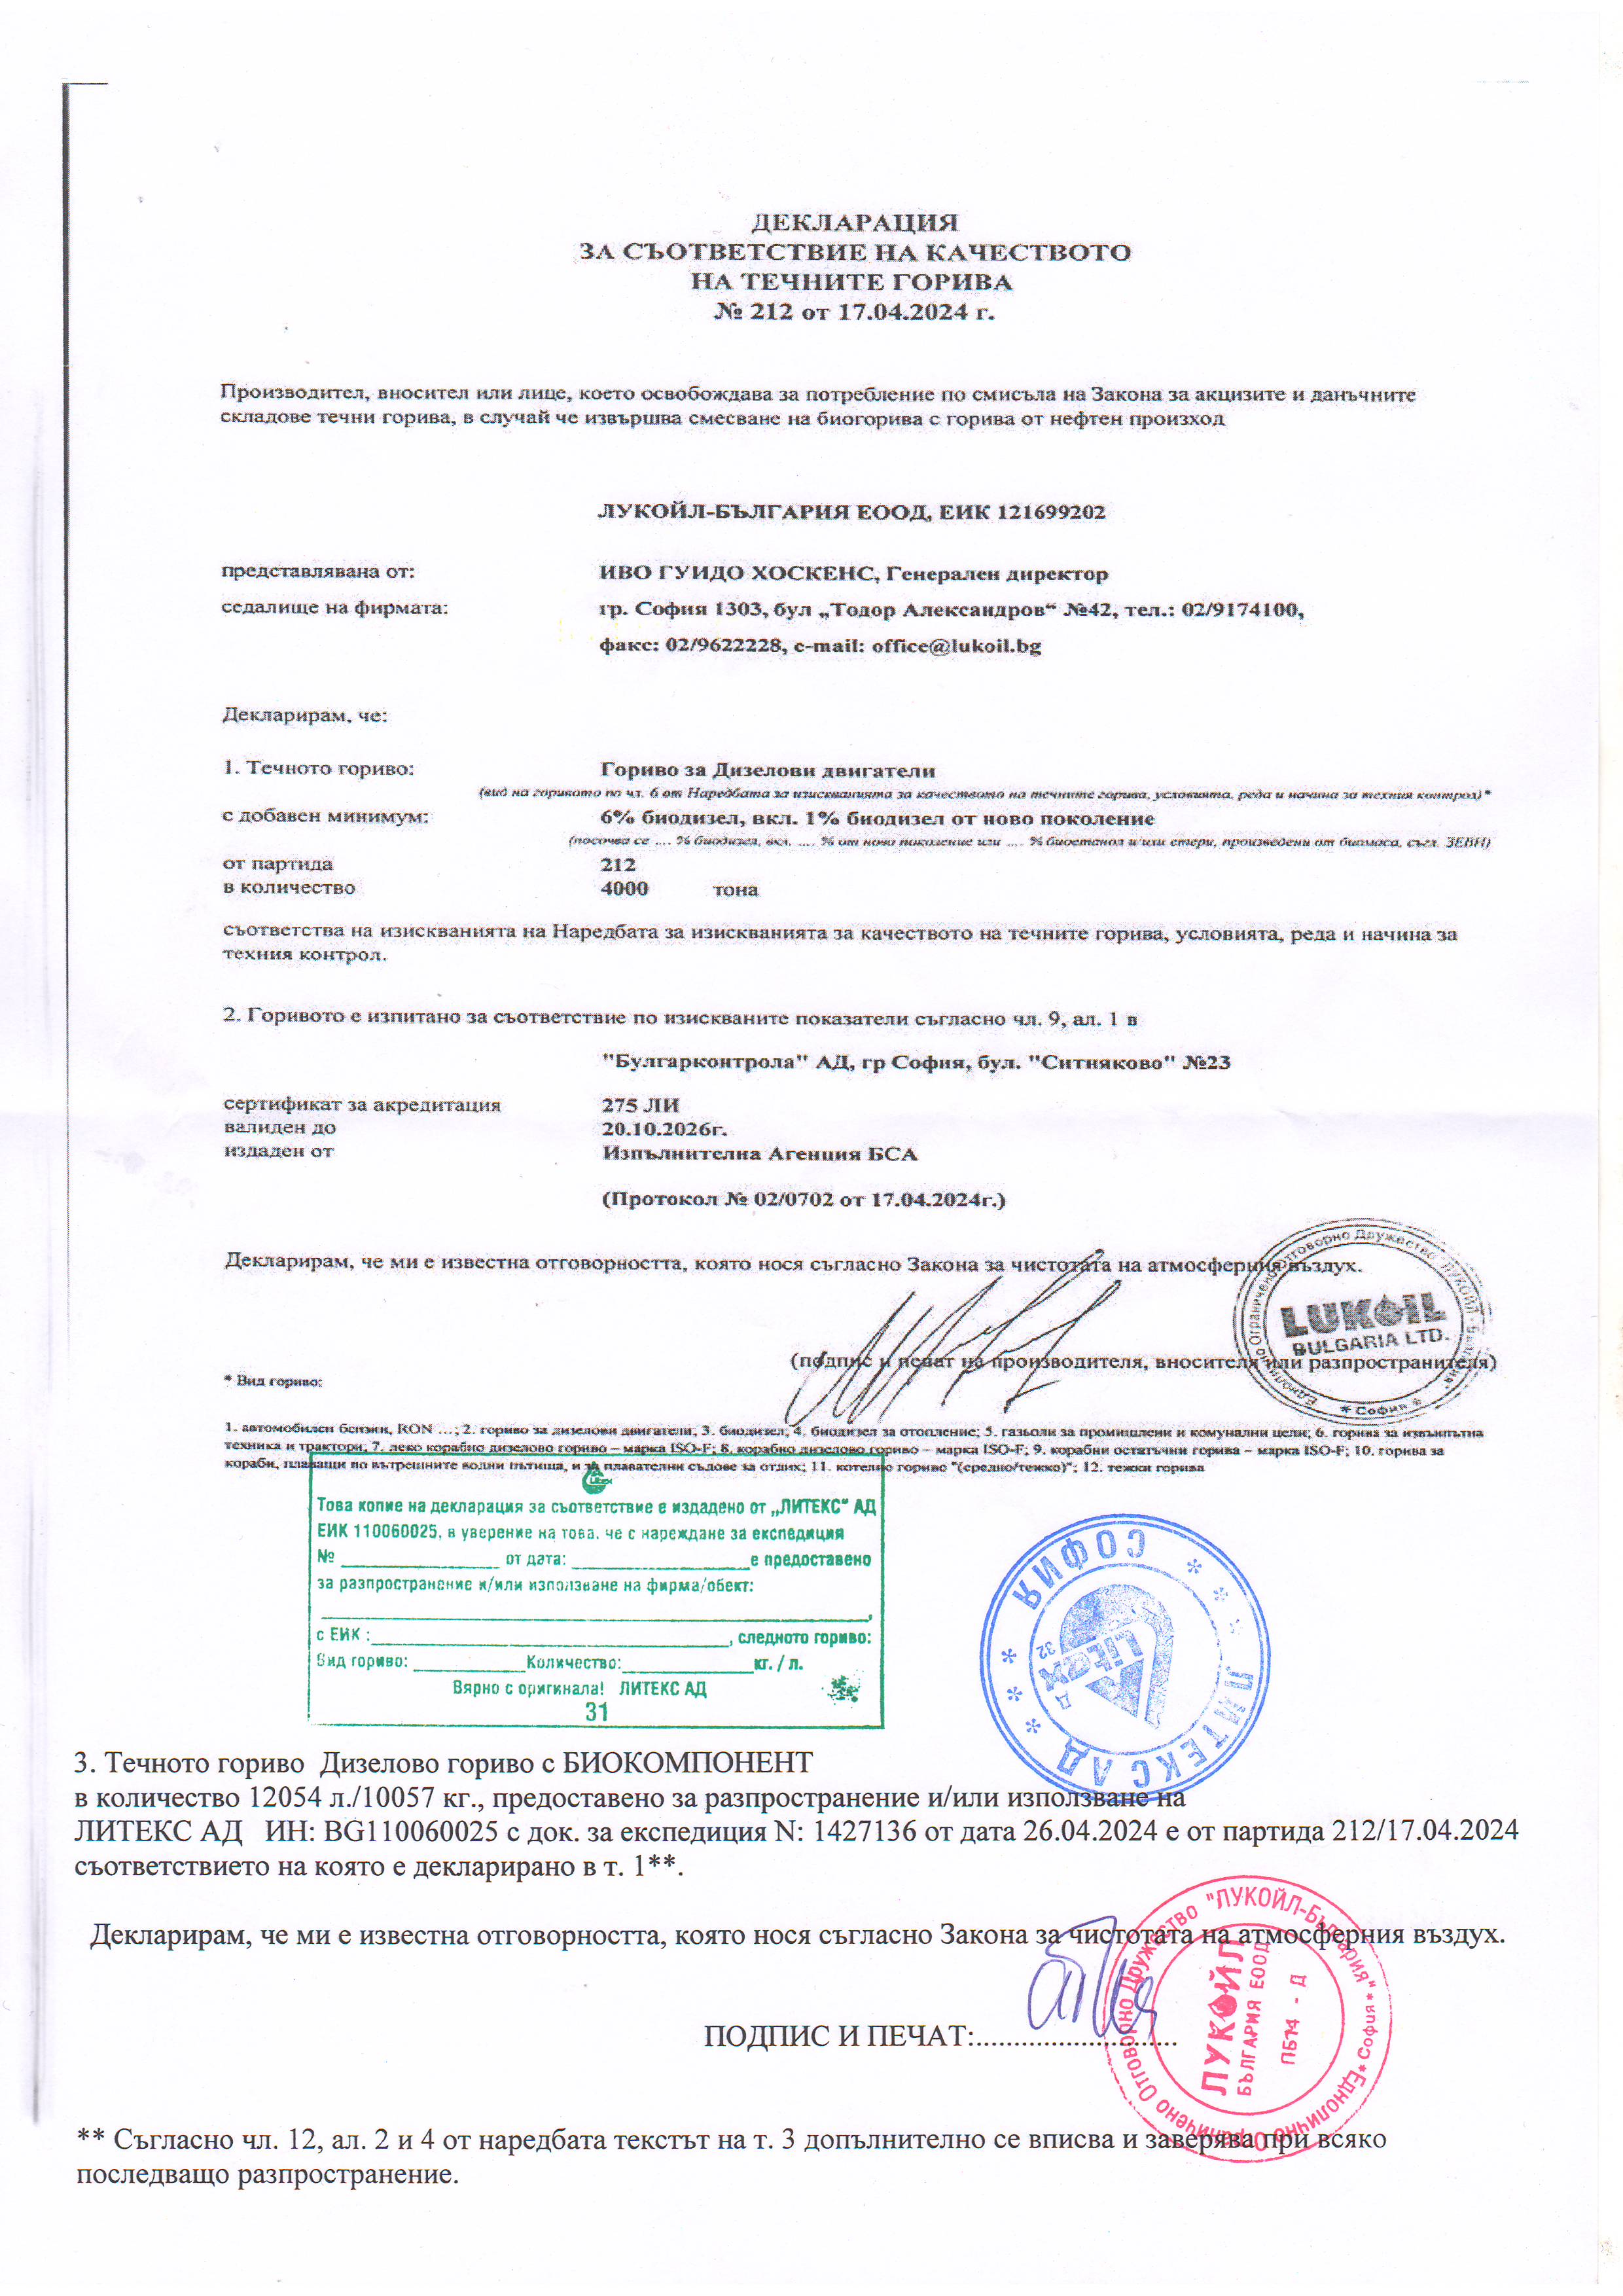 ДЕКЛАРАЦИЯ
ЗА СЪОТВЕТСТВИЕ НА КАЧЕСТВОТО
НА ТЕЧНИТЕ ГОРИВА
№ 212 от 17.04.2024 г.
Производител, вносител или лице, което освобождава за потребление по смисъла на Закона за акцизите и данъчните
складове течни горива, в случай че извършва смесване на биогорива с горива от нефтен произход
ЛУКОЙЛ-БЪЛГАРИЯ ЕООД, ЕИК 121699202
представлявана от: ИВО ГУИДО ХОСКЕНС, Генерален директор
седалище на фирмата: гр. София 1303, бул „Тодор Александров“ №42, тел.: 02/9174100,
факс: 02/9622228, e-mail: office@lukoil.bg
Декларирам, че:
1. Течното гориво: Гориво за Дизелови двигатели
(вид на горивото по чл. 6 от Наредбата за изискванията за качеството на течните горива, условията, реда и начина за техния контрол)*
с добавен минимум: 6% биодизел, вкл. 1% биодизел от ново поколение
(посочва се .... % биодизел, вкл. .... % от ново поколение или .... % биоетанол и/или етери, произведени от биомаса, съгл. ЗЕВИ)
от партида 212
в количество 4000 тона
съответства на изискванията на Наредбата за изискванията за качеството на течните горива, условията, реда и начина за
техния контрол.
2. Горивото е изпитано за съответствие по изискваните показатели съгласно чл. 9, ал. 1 в
"Булгарконтрола" АД, гр София, бул. "Ситняково" №23
сертификат за акредитация 275 ЛИ
валиден до 20.10.2026г.
издаден от Изпълнителна Агенция БСА
(Протокол № 02/0702 от 17.04.2024г.)
Декларирам, че ми е известна отговорността, която нося съгласно Закона за чистотата на атмосферния въздух.
Еднолично Ограничено Отговорно Дружество "ЛУКОЙЛ - България" * София *
LUKOIL
BULGARIA LTD.
(подпис и печат на производителя, вносителя или разпространителя)
* Вид гориво:
1. автомобилен бензин, RON ...; 2. гориво за дизелови двигатели, 3. биодизел; 4. биодизел за отопление; 5. газьоли за промишлени и комунални цели; 6. горива за извънпътна
техника и трактори; 7. леко корабно дизелово гориво – марка ISO-F; 8. корабно дизелово гориво – марка ISO-F; 9. корабни остатъчни горива – марка ISO-F; 10. горива за
кораби, плаващи по вътрешните водни пътища, и за плавателни съдове за отдих; 11. котелно гориво "(средно/тежко)"; 12. тежки горива
Това копие на декларация за съответствие е издадено от „ЛИТЕКС“ АД
ЕИК 110060025, в уверение на това, че с нареждане за експедиция
№ ____ от дата: ____ е предоставено
за разпространение и/или използване на фирма/обект:
____,
с ЕИК :____, следното гориво:
Вид гориво: ____Количество:____кг. / л.
Вярно с оригинала! ЛИТЕКС АД
31
* * * ЛИТЕКС АД * * * СОФИЯ
LITEX
Д 32
3. Течното гориво Дизелово гориво с БИОКОМПОНЕНТ
в количество 12054 л./10057 кг., предоставено за разпространение и/или използване на
ЛИТЕКС АД ИН: BG110060025 с док. за експедиция N: 1427136 от дата 26.04.2024 е от партида 212/17.04.2024
съответствието на която е декларирано в т. 1**.
Декларирам, че ми е известна отговорността, която нося съгласно Закона за чистотата на атмосферния въздух.
ПОДПИС И ПЕЧАТ:..........................
Еднолично Ограничено Отговорно Дружество "ЛУКОЙЛ-България" * София *
ЛУКОЙЛ
БЪЛГАРИЯ ЕООД
ПБ14 - Д
** Съгласно чл. 12, ал. 2 и 4 от наредбата текстът на т. 3 допълнително се вписва и заверява при всяко
последващо разпространение.